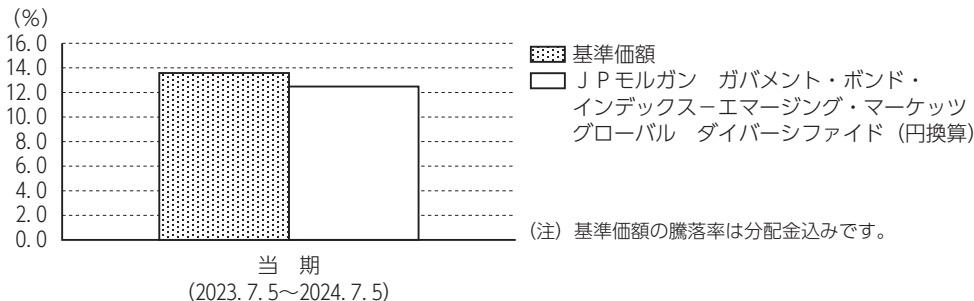 (%)
16.0
14.0
12.0
10.0
8.0
6.0
4.0
2.0
0.0
当 期
(2023.7.5～2024.7.5)
基準価額
ＪＰモルガン ガバメント・ボンド・
インデックス－エマージング・マーケッツ
グローバル ダイバーシファイド（円換算）
(注) 基準価額の騰落率は分配金込みです。